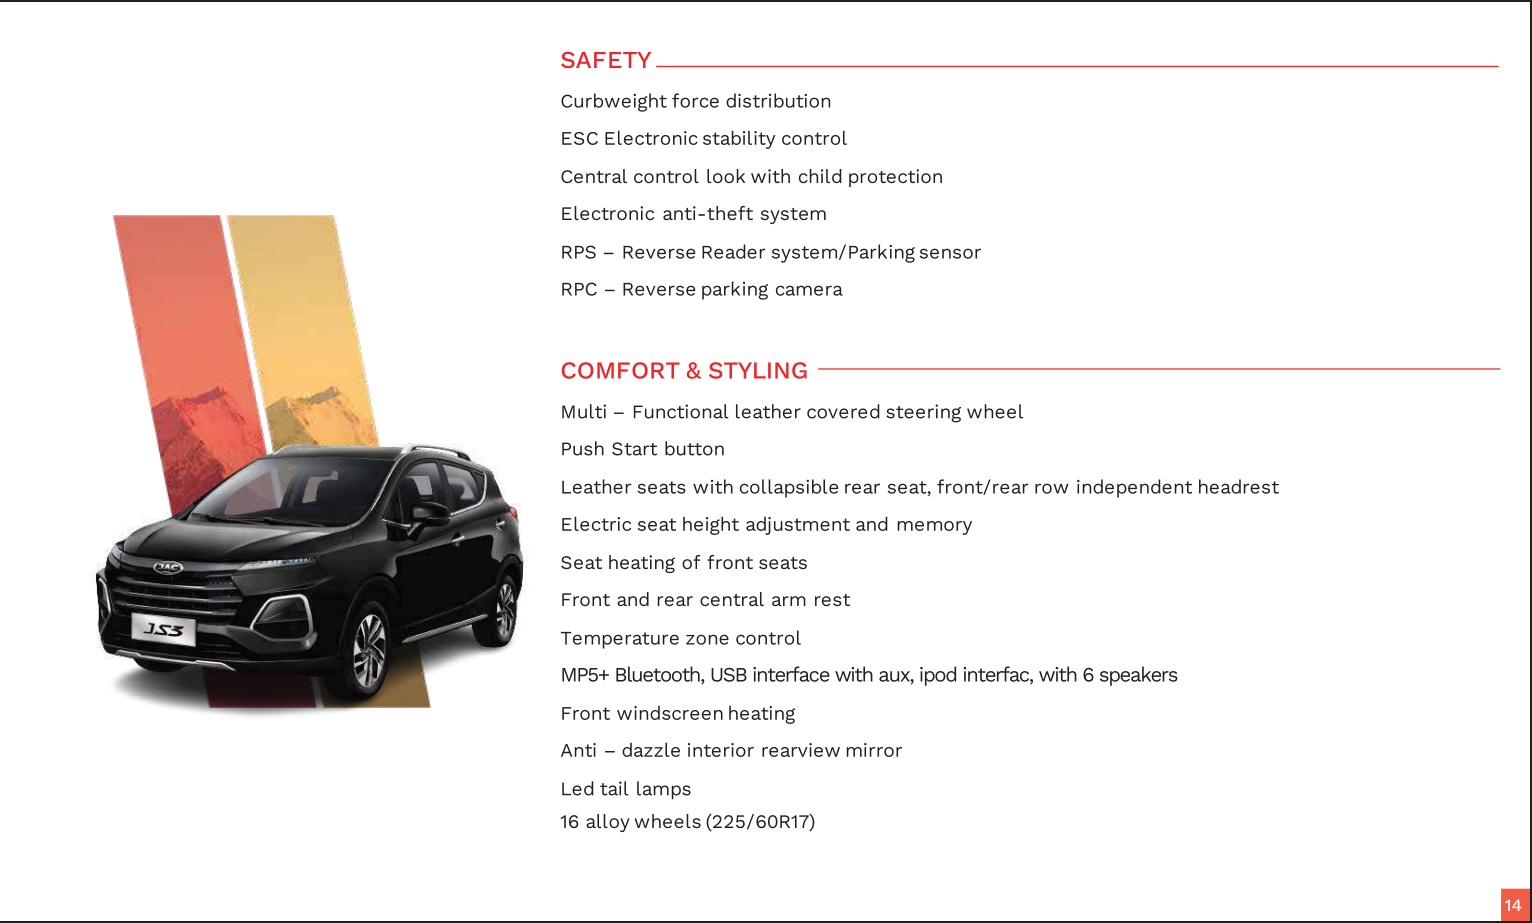 SAFETY
Curbweight force distribution
ESC Electronic stability control
Central control look with child protection
Electronic anti-theft system
RPS – Reverse Reader system/Parking sensor
RPC – Reverse parking camera
COMFORT & STYLING
Multi – Functional leather covered steering wheel
Push Start button
Leather seats with collapsible rear seat, front/rear row independent headrest
Electric seat height adjustment and memory
Seat heating of front seats
Front and rear central arm rest
Temperature zone control
MP5+ Bluetooth, USB interface with aux, ipod interfac, with 6 speakers
Front windscreen heating
Anti – dazzle interior rearview mirror
Led tail lamps
16 alloy wheels (225/60R17)
JAC
JS3
14